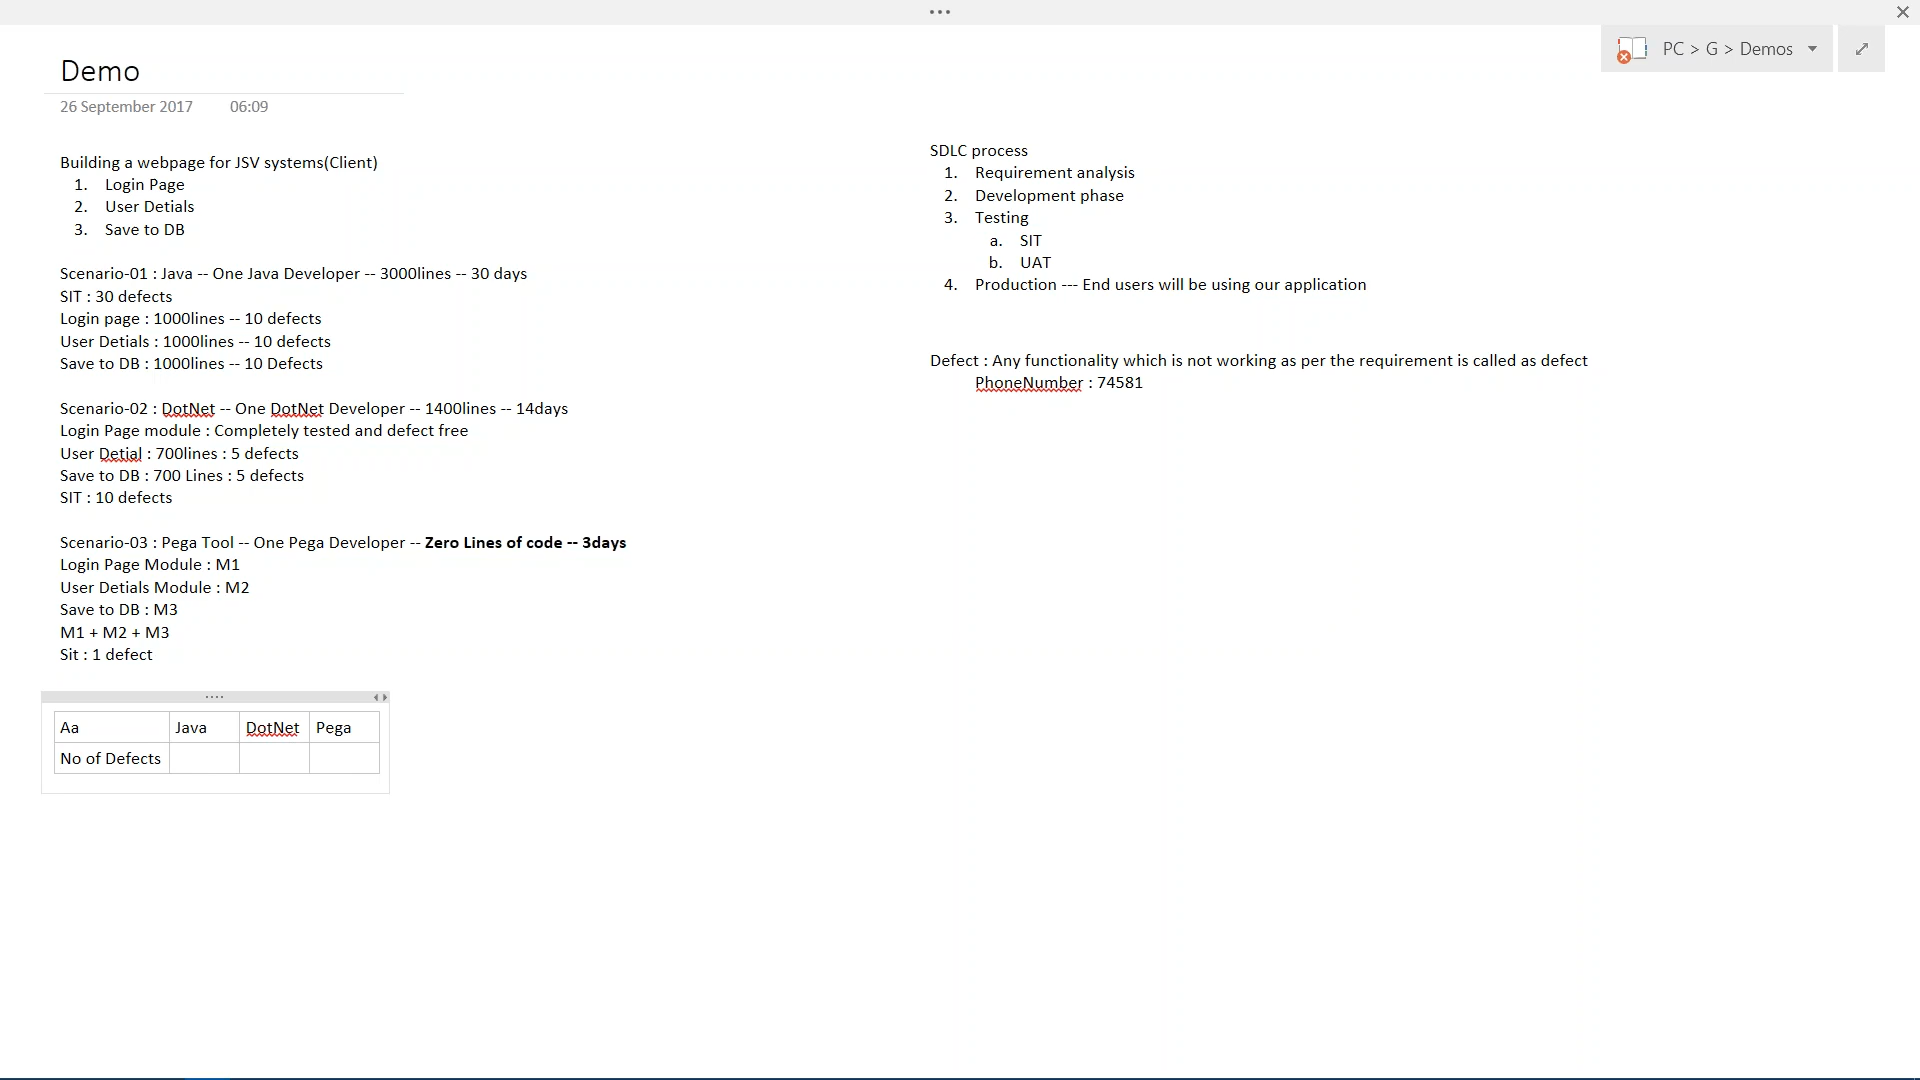 PC > G > Demos
Demo
26 September 2017 06:09
Building a webpage for JSV systems(Client)
1. Login Page
2. User Detials
3. Save to DB
Scenario-01 : Java -- One Java Developer -- 3000lines -- 30 days
SIT : 30 defects
Login page : 1000lines -- 10 defects
User Detials : 1000lines -- 10 defects
Save to DB : 1000lines -- 10 Defects
Scenario-02 : DotNet -- One DotNet Developer -- 1400lines -- 14days
Login Page module : Completely tested and defect free
User Detial : 700lines : 5 defects
Save to DB : 700 Lines : 5 defects
SIT : 10 defects
Scenario-03 : Pega Tool -- One Pega Developer -- Zero Lines of code -- 3days
Login Page Module : M1
User Detials Module : M2
Save to DB : M3
M1 + M2 + M3
Sit : 1 defect
Aa Java DotNet Pega
No of Defects
SDLC process
1. Requirement analysis
2. Development phase
3. Testing
a. SIT
b. UAT
4. Production --- End users will be using our application
Defect : Any functionality which is not working as per the requirement is called as defect
PhoneNumber : 74581